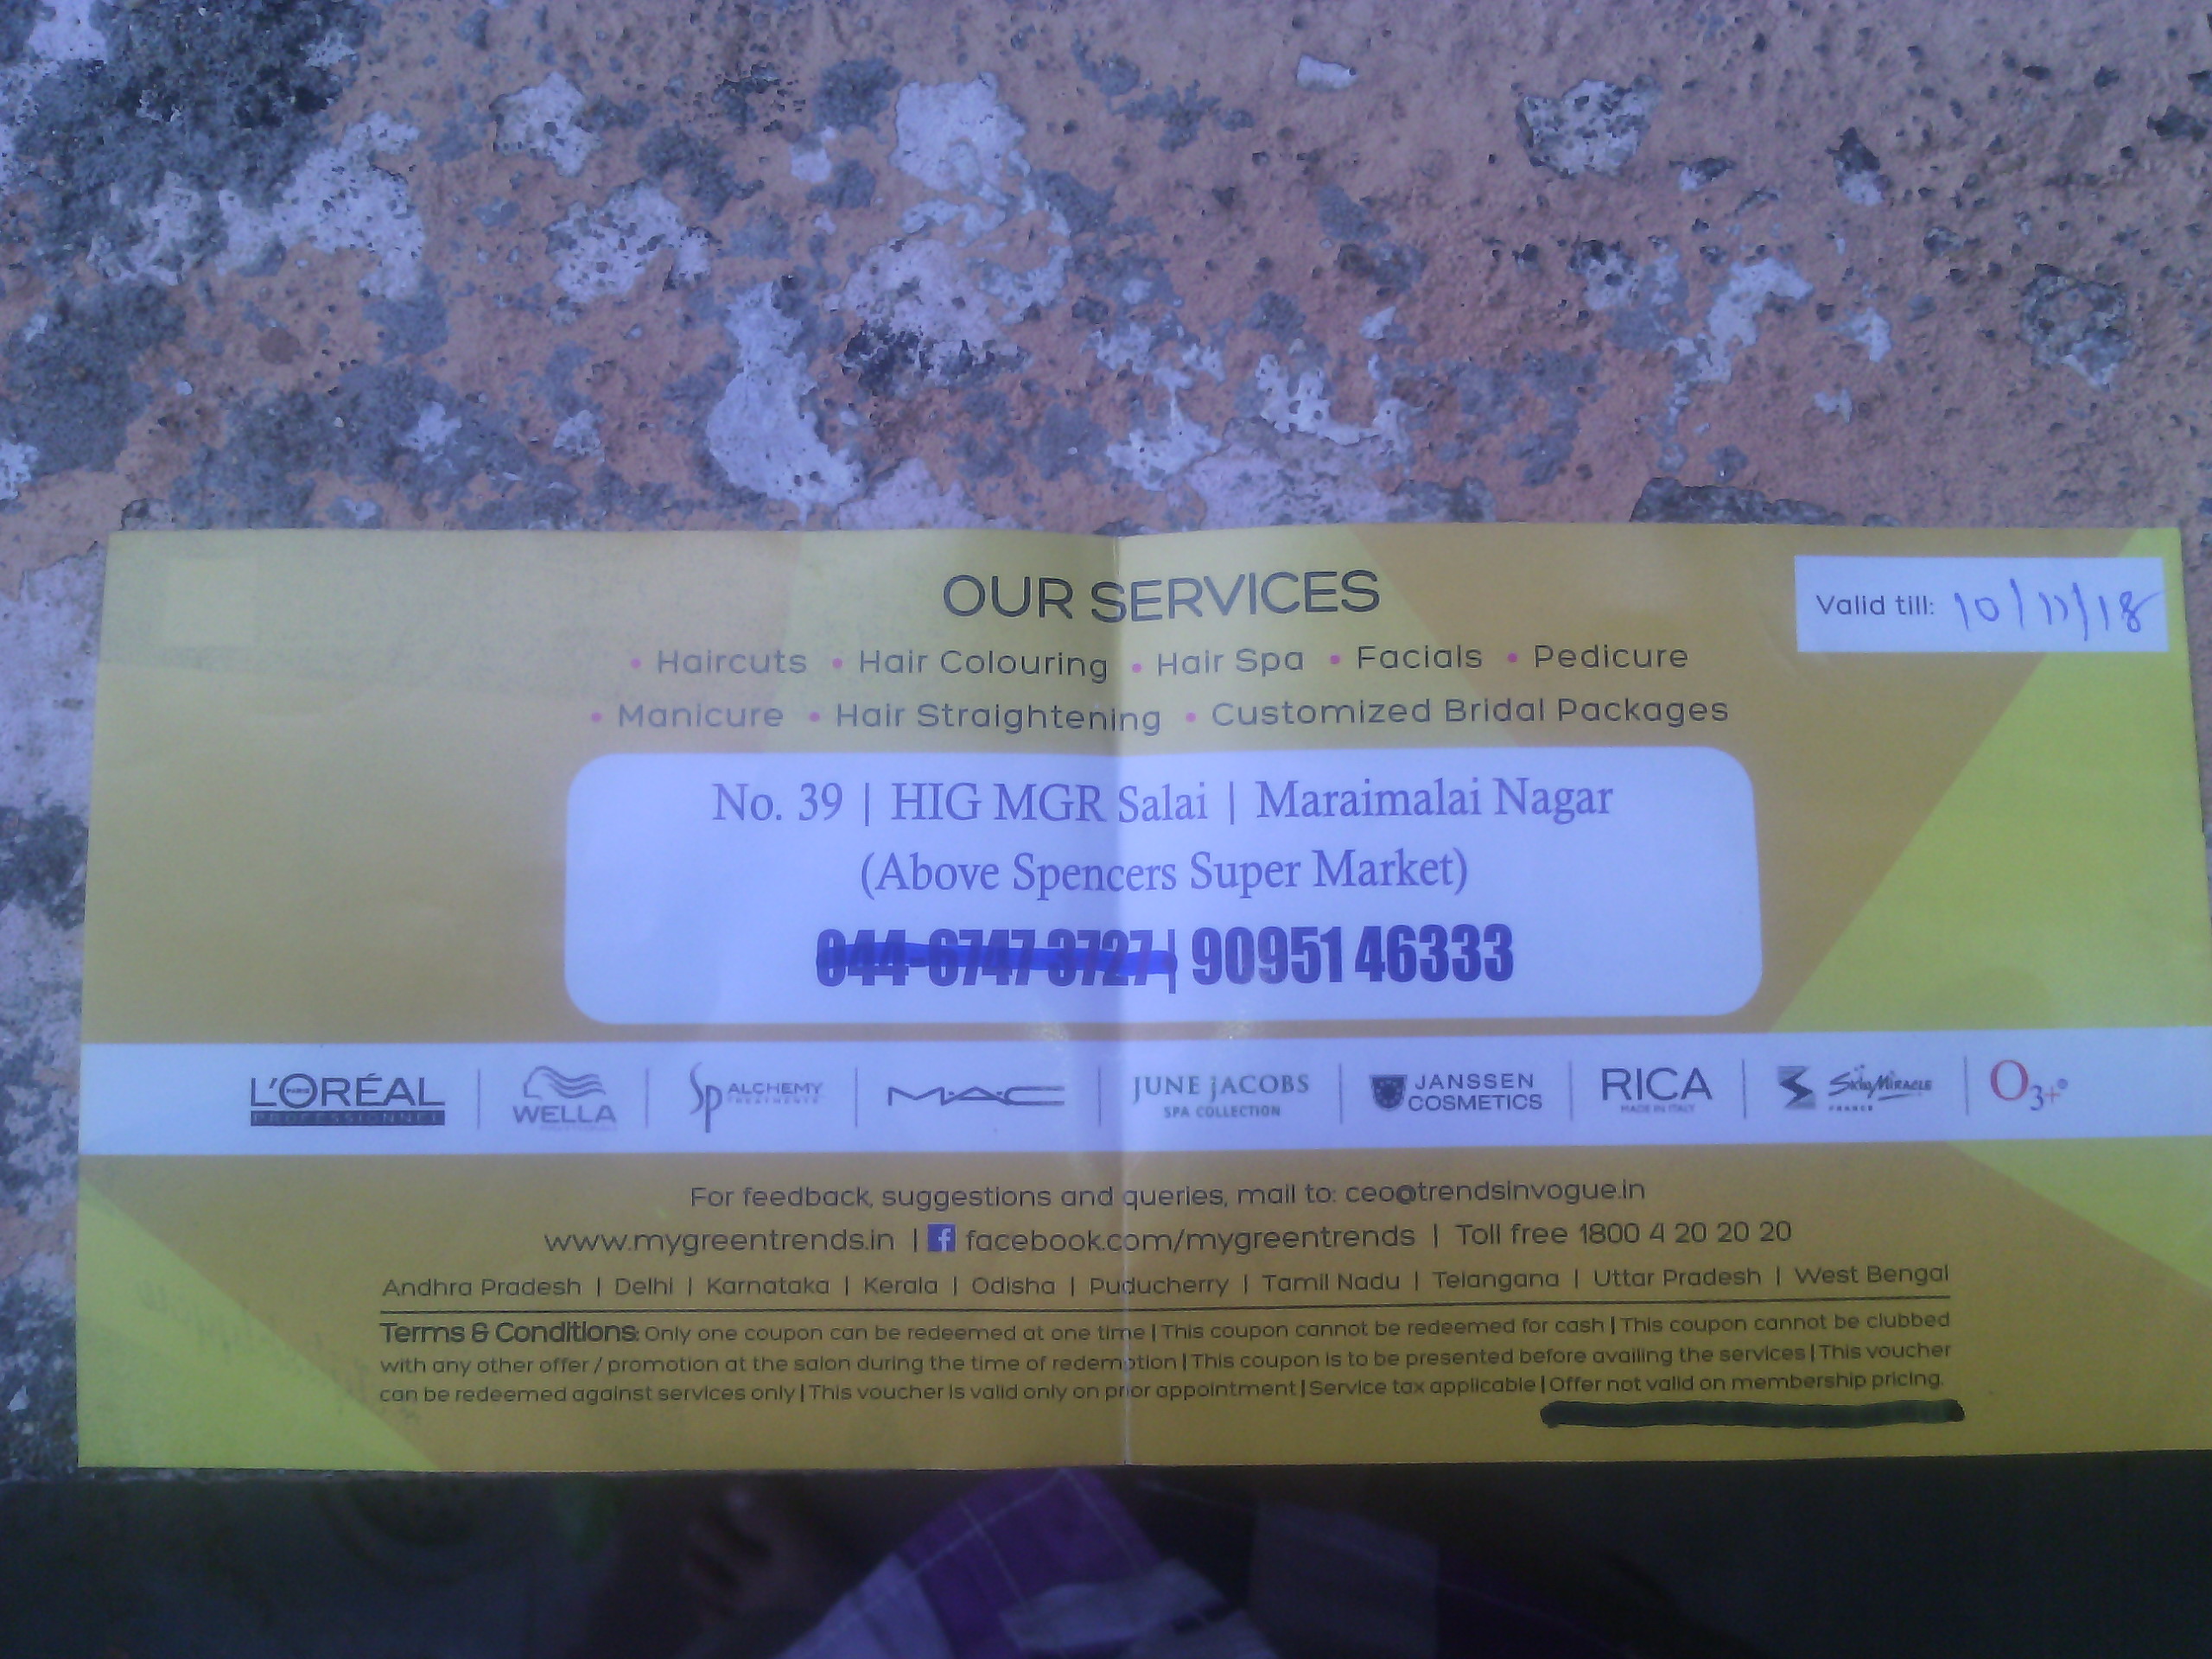 OUR SERVICES
Valid till: 10/11/18
• Haircuts • Hair Colouring • Hair Spa • Facials • Pedicure
• Manicure • Hair Straightening • Customized Bridal Packages
No. 39 | HIG MGR Salai | Maraimalai Nagar
(Above Spencers Super Market)
044-6747 3727 | 90951 46333
L'ORÉAL PROFESSIONNEL | WELLA | Sp ALCHEMY TREATMENTS | M·A·C | JUNE JACOBS SPA COLLECTION | JANSSEN COSMETICS | RICA MADE IN ITALY | Skin Miracle FRANCE | O3+
For feedback, suggestions and queries, mail to: ceo@trendsinvogue.in
www.mygreentrends.in | f facebook.com/mygreentrends | Toll free 1800 4 20 20 20
Andhra Pradesh | Delhi | Karnataka | Kerala | Odisha | Puducherry | Tamil Nadu | Telangana | Uttar Pradesh | West Bengal
Terms & Conditions: Only one coupon can be redeemed at one time | This coupon cannot be redeemed for cash | This coupon cannot be clubbed
with any other offer / promotion at the salon during the time of redemption | This coupon is to be presented before availing the services | This voucher
can be redeemed against services only | This voucher is valid only on prior appointment | Service tax applicable | Offer not valid on membership pricing.